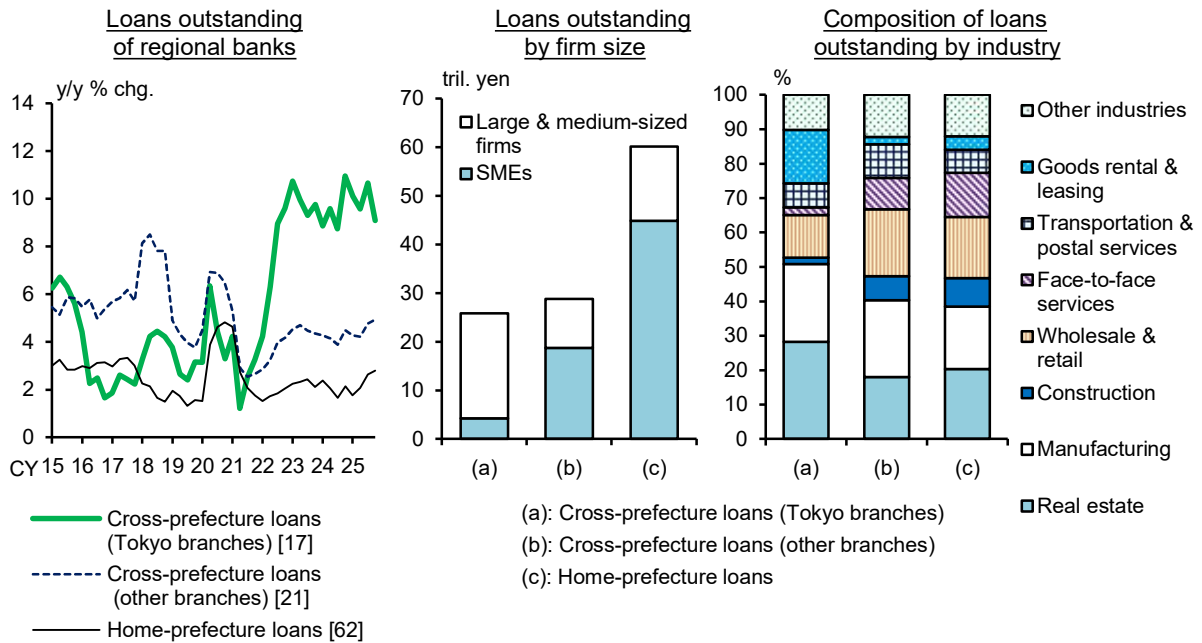 Loans outstanding
of regional banks
y/y % chg.
14
12
10
8
6
4
2
0
CY
15 16 17 18 19 20 21 22 23 24 25
Cross-prefecture loans
(Tokyo branches) [17]
Cross-prefecture loans
(other branches) [21]
Home-prefecture loans [62]
Loans outstanding
by firm size
tril. yen
70
60
50
40
30
20
10
0
Large & medium-sized
firms
SMEs
(a) (b) (c)
Composition of loans
outstanding by industry
%
100
90
80
70
60
50
40
30
20
10
0
(a) (b) (c)
Other industries
Goods rental &
leasing
Transportation &
postal services
Face-to-face
services
Wholesale &
retail
Construction
Manufacturing
Real estate
(a): Cross-prefecture loans (Tokyo branches)
(b): Cross-prefecture loans (other branches)
(c): Home-prefecture loans